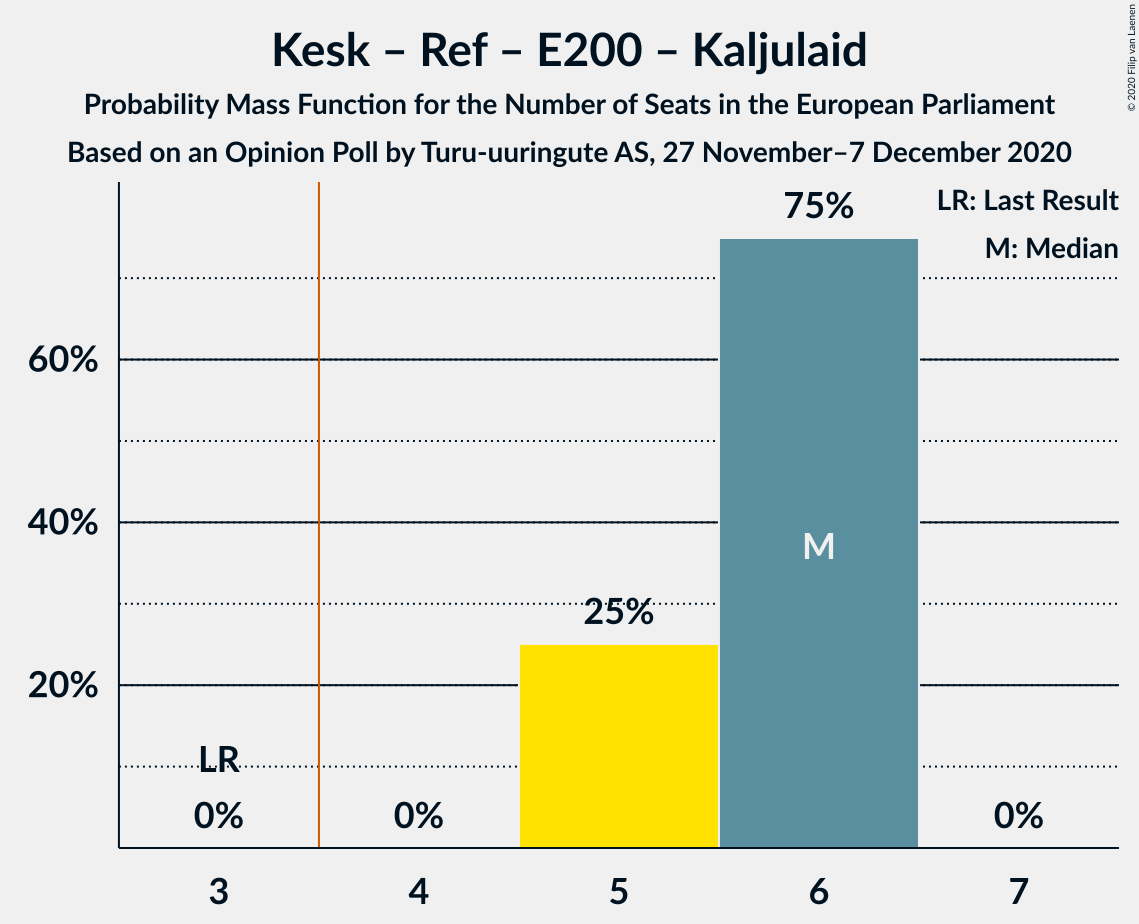 Kesk – Ref – E200 – Kaljulaid
Probability Mass Function for the Number of Seats in the European Parliament
Based on an Opinion Poll by Turu-uuringute AS, 27 November–7 December 2020
© 2020 Filip van Laenen
LR: Last Result
M: Median
75%
60%
40%
M
25%
20%
LR
0%
0%
0%
3
4
5
6
7